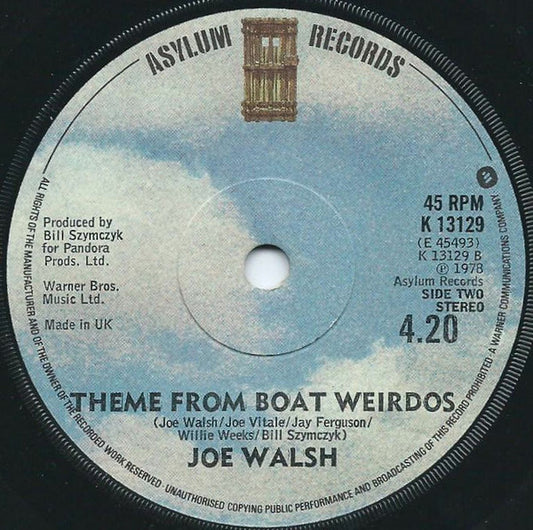 ASYLUM RECORDS
Produced by
Bill Szymczyk
for Pandora
Prods. Ltd.
Warner Bros.
Music Ltd.
Made in UK
45 RPM
K 13129
(E 45493)
K 13129 B
Ⓟ 1978
Asylum Records
SIDE TWO
STEREO
4.20
THEME FROM BOAT WEIRDOS
(Joe Walsh/Joe Vitale/Jay Ferguson/
Willie Weeks/Bill Szymczyk)
JOE WALSH
ALL RIGHTS OF THE MANUFACTURER AND OF THE OWNER OF THE RECORDED WORK RESERVED · UNAUTHORISED COPYING PUBLIC PERFORMANCE AND BROADCASTING OF THIS RECORD PROHIBITED · A WARNER COMMUNICATIONS COMPANY